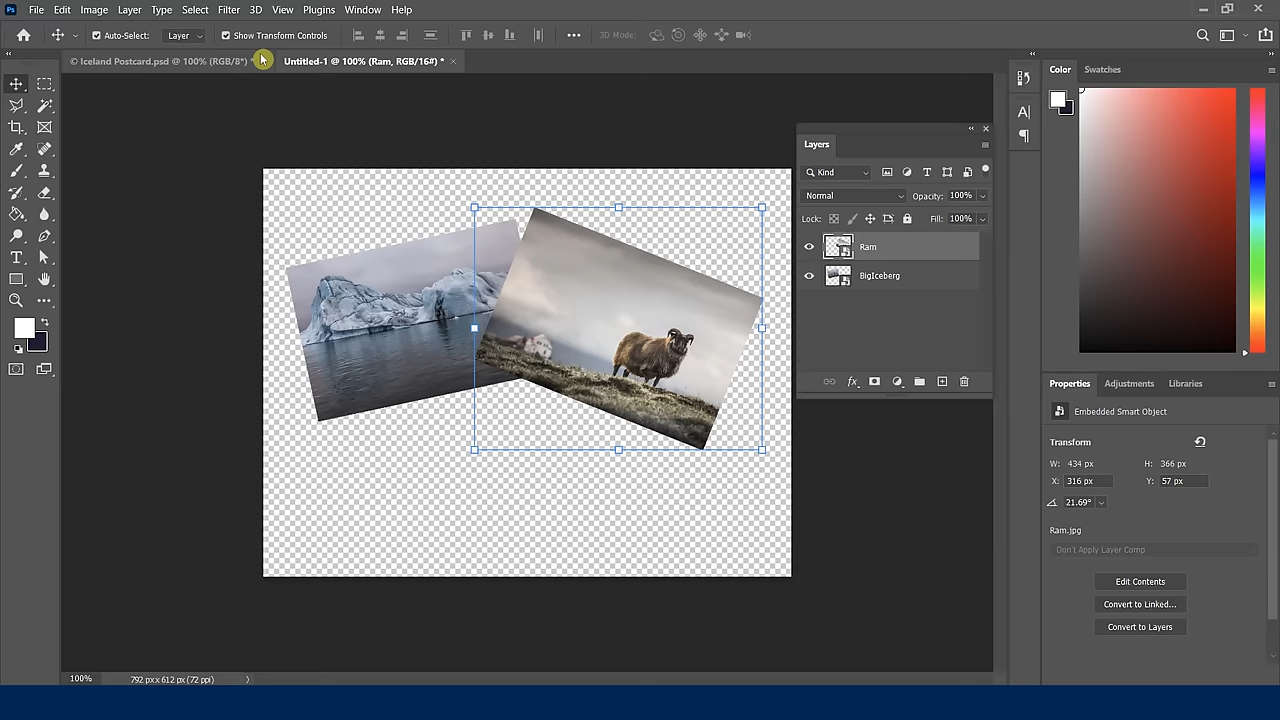 Ps File Edit Image Layer Type Select Filter 3D View Plugins Window Help
Auto-Select: Layer Show Transform Controls 3D Mode:
© Iceland Postcard.psd @ 100% (RGB/8*) * Untitled-1 @ 100% (Ram, RGB/16#) * ×
Layers
Kind
Normal Opacity: 100%
Lock: Fill: 100%
Ram
BigIceberg
fx
Color Swatches
Properties Adjustments Libraries
Embedded Smart Object
Transform
W: 434 px H: 366 px
X: 316 px Y: 57 px
21.69°
Ram.jpg
Don't Apply Layer Comp
Edit Contents
Convert to Linked...
Convert to Layers
100% 792 px x 612 px (72 ppi)